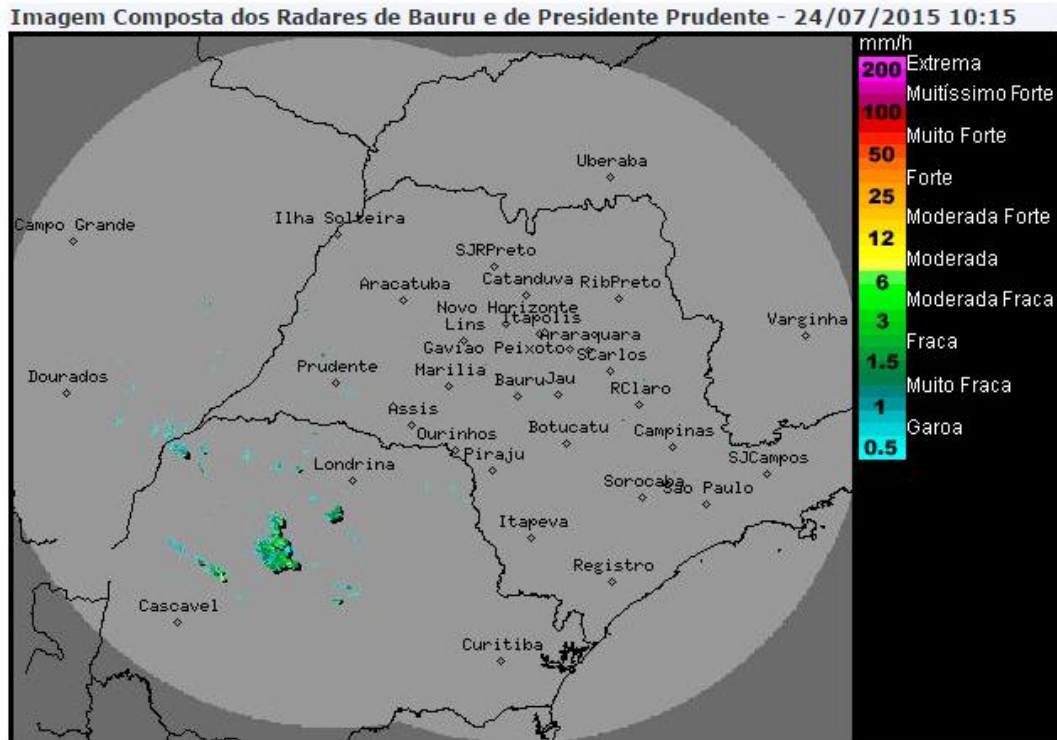 Imagem Composta dos Radares de Bauru e de Presidente Prudente - 24/07/2015 10:15
mm/h
200 Extrema
Muitíssimo Forte
100
Muito Forte
50
Forte
25
Moderada Forte
12
Moderada
6
Moderada Fraca
3
Fraca
1.5
Muito Fraca
1
Garoa
0.5
Uberaba
Campo Grande
Ilha Solteira
SJRPreto
Catanduva
RibPreto
Aracatuba
Novo Horizonte
Itapolis
Lins
Araraquara
Varginha
Gaviao Peixoto
SCarlos
Prudente
Marilia
Dourados
Bauru
Jau
RClaro
Assis
Ourinhos
Botucatu
Campinas
Piraju
SJCampos
Londrina
Sorocaba
Sao Paulo
Itapeva
Registro
Cascavel
Curitiba